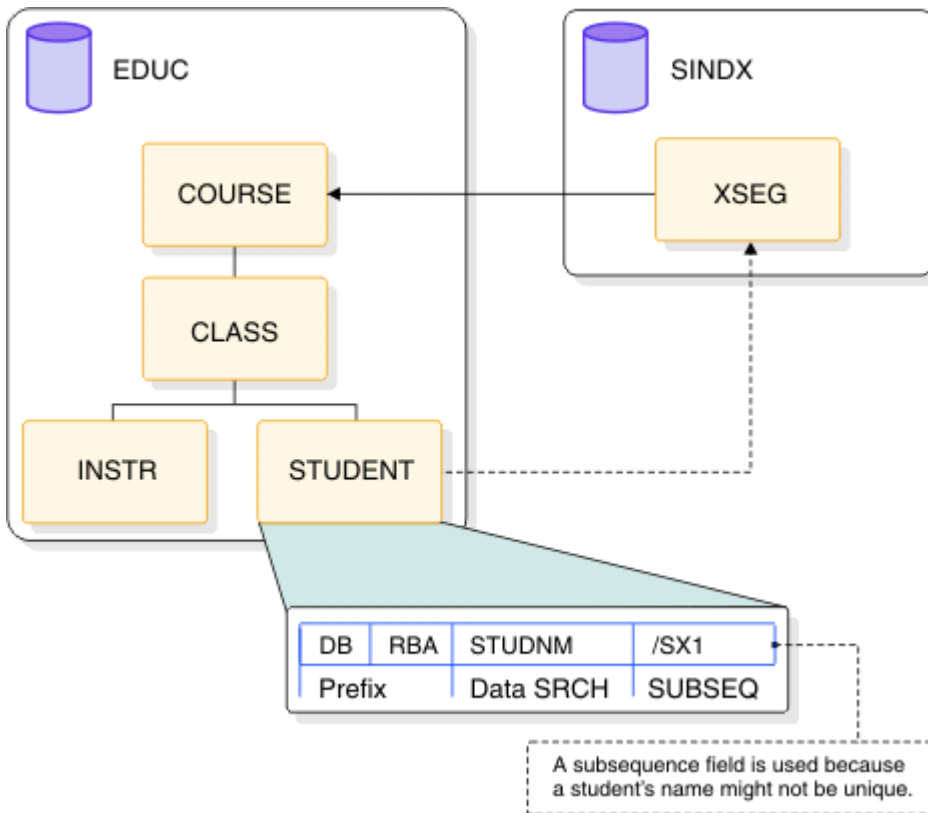 EDUC
SINDX
COURSE
XSEG
CLASS
INSTR
STUDENT
DB RBA STUDNM /SX1
Prefix Data SRCH SUBSEQ
A subsequence field is used because
a student's name might not be unique.